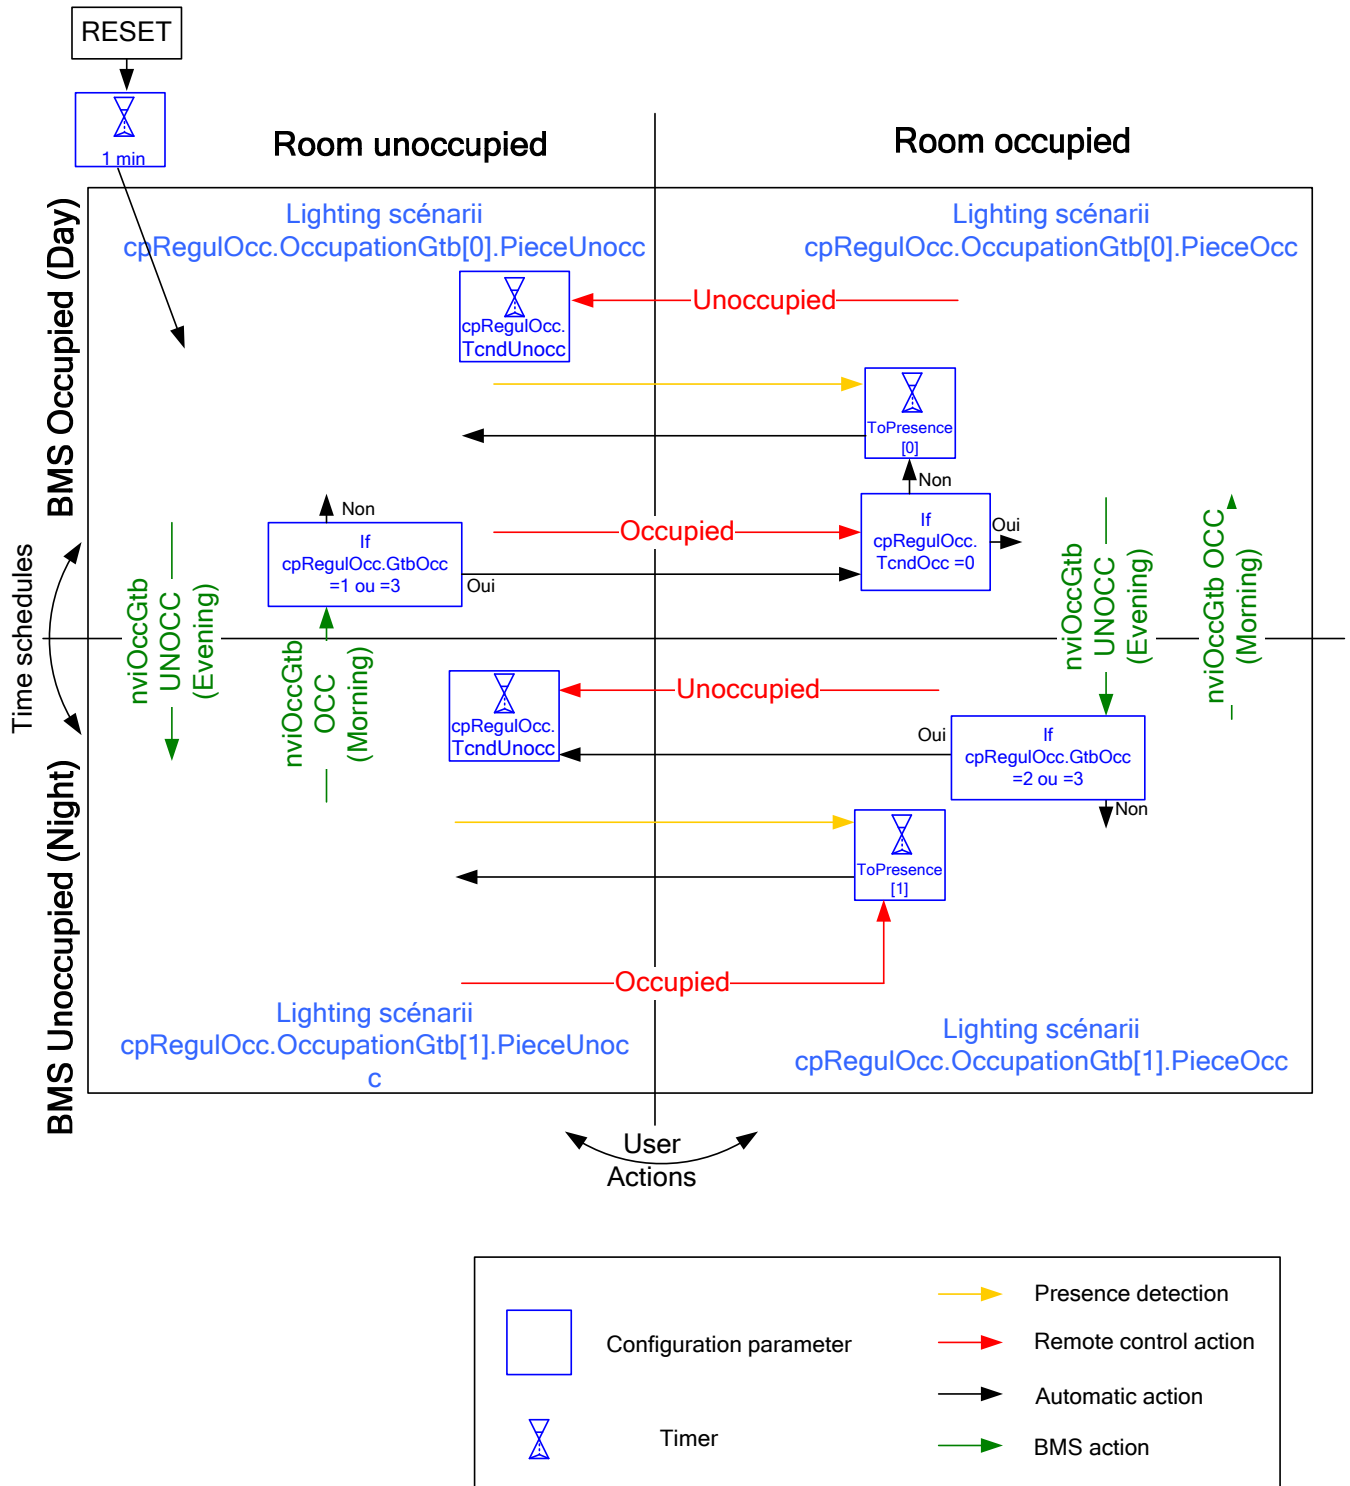 RESET
1 min
Room unoccupied
Room occupied
BMS Occupied (Day)
Lighting scénarii
cpRegulOcc.OccupationGtb[0].PieceUnocc
Lighting scénarii
cpRegulOcc.OccupationGtb[0].PieceOcc
cpRegulOcc.
TcndUnocc
Unoccupied
ToPresence
[0]
Non
Non
If
cpRegulOcc.GtbOcc
=1 ou =3
Oui
Occupied
If
cpRegulOcc.
TcndOcc =0
Oui
Time schedules
nviOccGtb
UNOCC
(Evening)
nviOccGtb
OCC
(Morning)
nviOccGtb
UNOCC
(Evening)
nviOccGtb OCC
(Morning)
cpRegulOcc.
TcndUnocc
Unoccupied
Oui
If
cpRegulOcc.GtbOcc
=2 ou =3
Non
BMS Unoccupied (Night)
ToPresence
[1]
Occupied
Lighting scénarii
cpRegulOcc.OccupationGtb[1].PieceUnoc
c
Lighting scénarii
cpRegulOcc.OccupationGtb[1].PieceOcc
User
Actions
Configuration parameter
Timer
Presence detection
Remote control action
Automatic action
BMS action